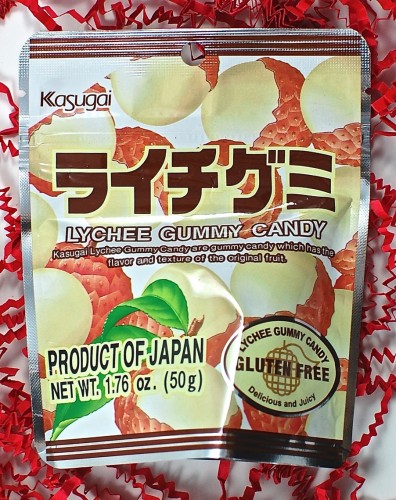 Kasugai
ライチグミ
LYCHEE GUMMY CANDY
Kasugai Lychee Gummy Candy are gummy candy which has the
flavor and texture of the original fruit.
PRODUCT OF JAPAN
NET WT. 1.76 oz. (50g)
LYCHEE GUMMY CANDY
GLUTEN FREE
Delicious and Juicy